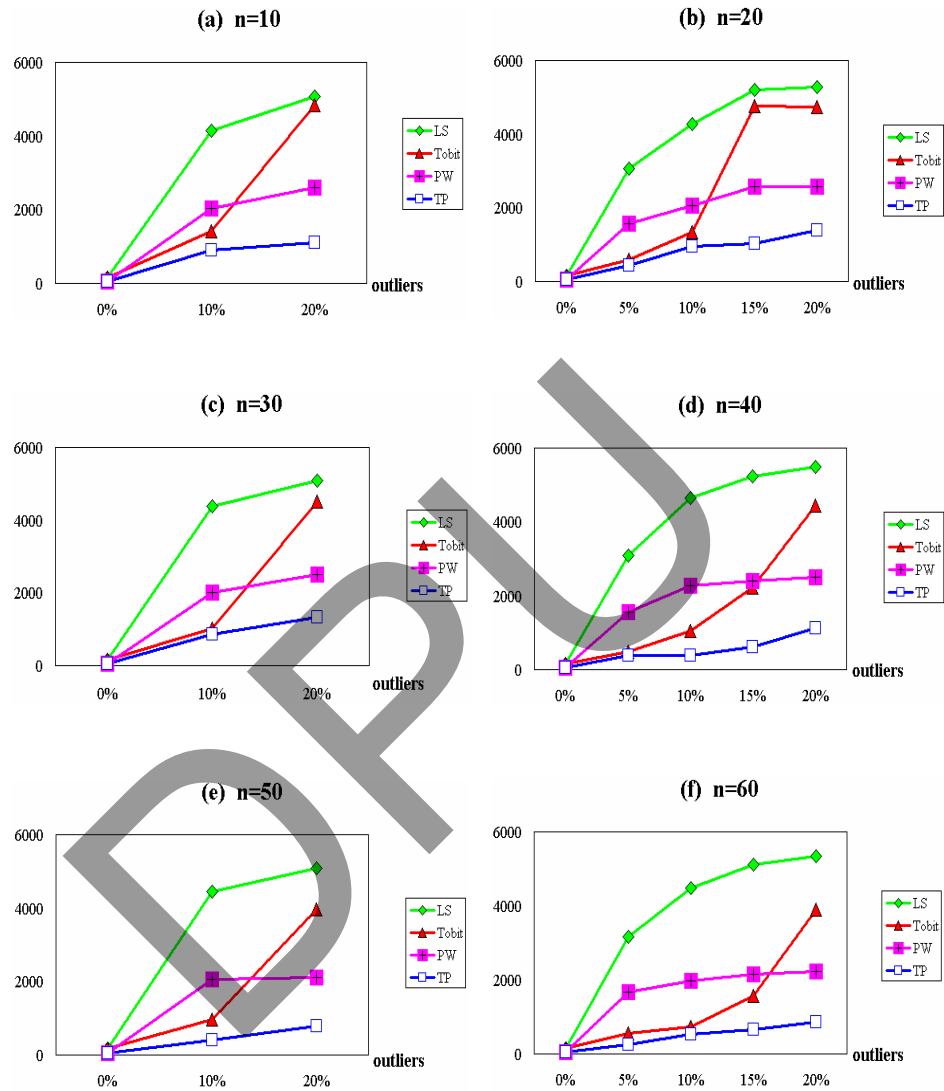 (a) n=10
6000
4000
2000
0
0%
10%
20%
outliers
LS
Tobit
PW
TP
(b) n=20
6000
4000
2000
0
0%
5%
10%
15%
20%
outliers
LS
Tobit
PW
TP
(c) n=30
6000
4000
2000
0
0%
10%
20%
outliers
LS
Tobit
PW
TP
(d) n=40
6000
4000
2000
0
0%
5%
10%
15%
20%
outliers
LS
Tobit
PW
TP
(e) n=50
6000
4000
2000
0
0%
10%
20%
outliers
LS
Tobit
PW
TP
(f) n=60
6000
4000
2000
0
0%
5%
10%
15%
20%
outliers
LS
Tobit
PW
TP
DPU